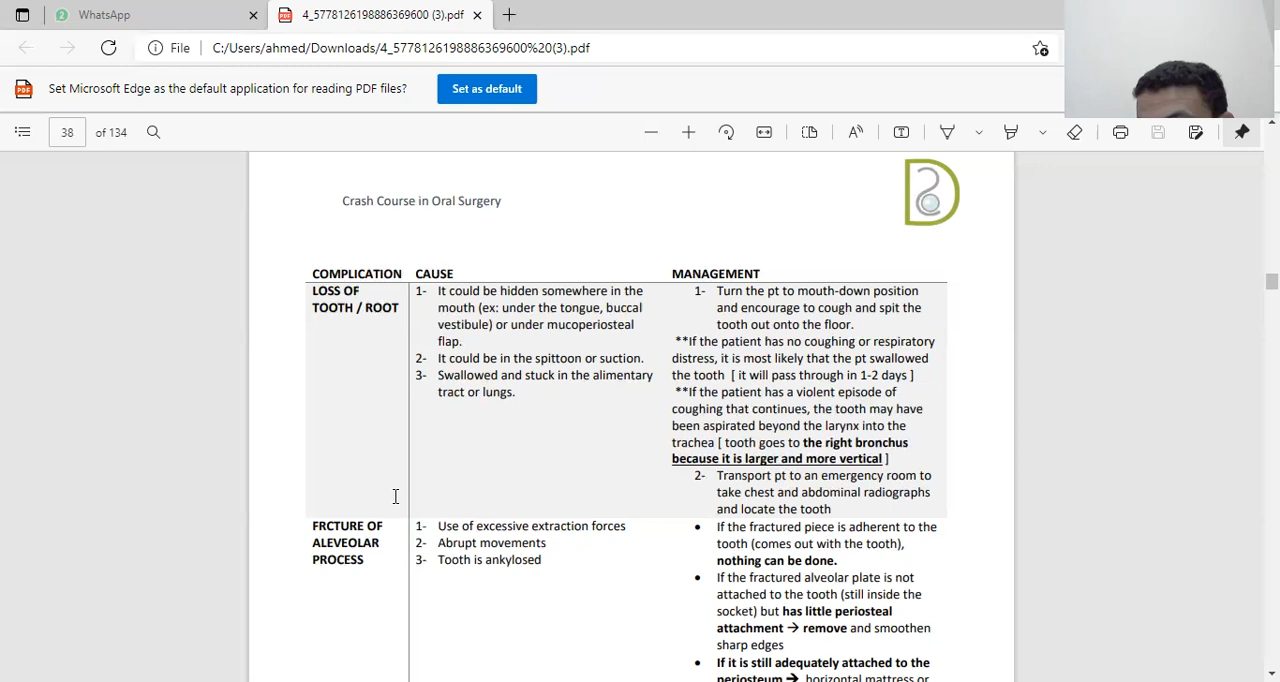 WhatsApp
4_5778126198886369600 (3).pdf
File
C:/Users/ahmed/Downloads/4_5778126198886369600%20(3).pdf
Set Microsoft Edge as the default application for reading PDF files?
Set as default
38
of 134
Crash Course in Oral Surgery
COMPLICATION
CAUSE
MANAGEMENT
LOSS OF
TOOTH / ROOT
1- It could be hidden somewhere in the
mouth (ex: under the tongue, buccal
vestibule) or under mucoperiosteal
flap.
2- It could be in the spittoon or suction.
3- Swallowed and stuck in the alimentary
tract or lungs.
1- Turn the pt to mouth-down position
and encourage to cough and spit the
tooth out onto the floor.
**If the patient has no coughing or respiratory
distress, it is most likely that the pt swallowed
the tooth [ it will pass through in 1-2 days ]
**If the patient has a violent episode of
coughing that continues, the tooth may have
been aspirated beyond the larynx into the
trachea [ tooth goes to the right bronchus
because it is larger and more vertical ]
2- Transport pt to an emergency room to
take chest and abdominal radiographs
and locate the tooth
FRCTURE OF
ALEVEOLAR
PROCESS
1- Use of excessive extraction forces
2- Abrupt movements
3- Tooth is ankylosed
• If the fractured piece is adherent to the
tooth (comes out with the tooth),
nothing can be done.
• If the fractured alveolar plate is not
attached to the tooth (still inside the
socket) but has little periosteal
attachment → remove and smoothen
sharp edges
• If it is still adequately attached to the
periosteum → horizontal mattress or